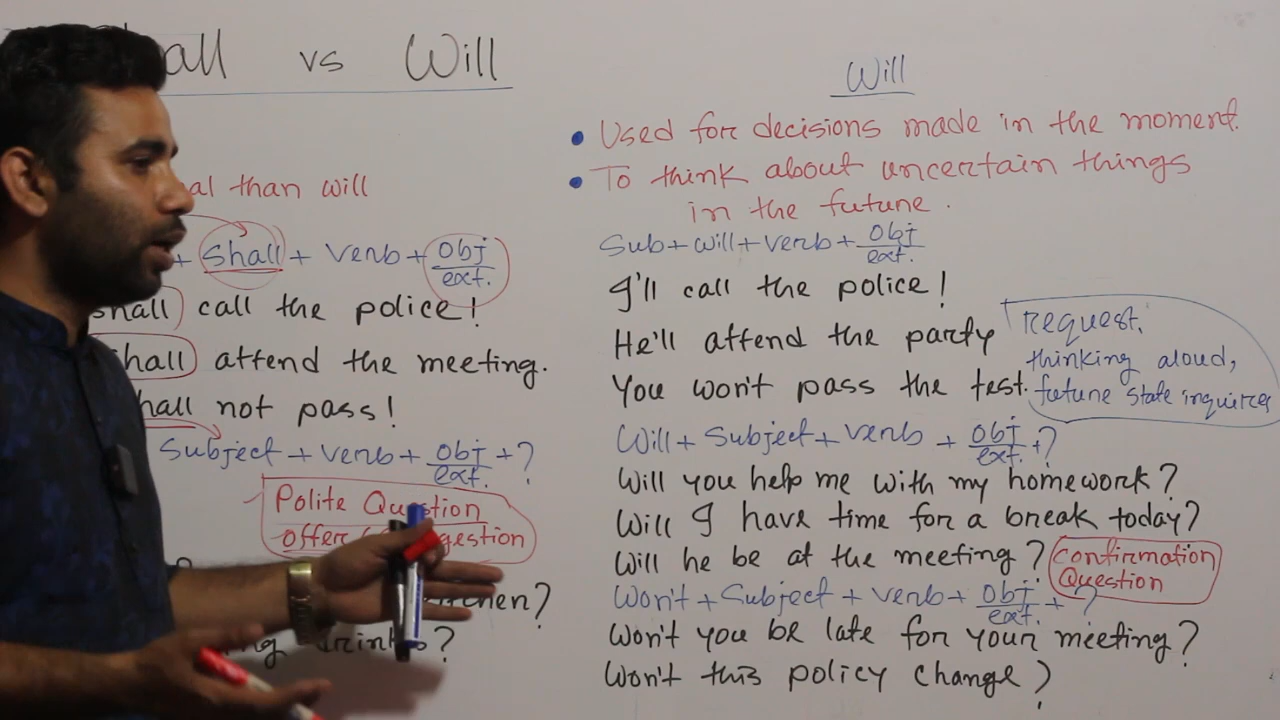 all vs Will
al than will
+ Shall + verb + Obj/ext.
shall call the police!
shall attend the meeting.
hall not pass!
Subject + verb + Obj/ext. + ?
Polite Question
offer gestion
chen?
ing drinks?
Will
• Used for decisions made in the moment.
• To think about uncertain things
in the future.
Sub + will + verb + Obj/ext.
I'll call the police!
He'll attend the party
You won't pass the test.
request,
thinking aloud,
future state inquires
Will + Subject + verb + Obj/ext. + ?
Will you help me with my homework?
Will I have time for a break today?
Will he be at the meeting?
Confirmation
Question
Won't + Subject + verb + Obj/ext. + ?
Won't you be late for your meeting?
Won't this policy change?